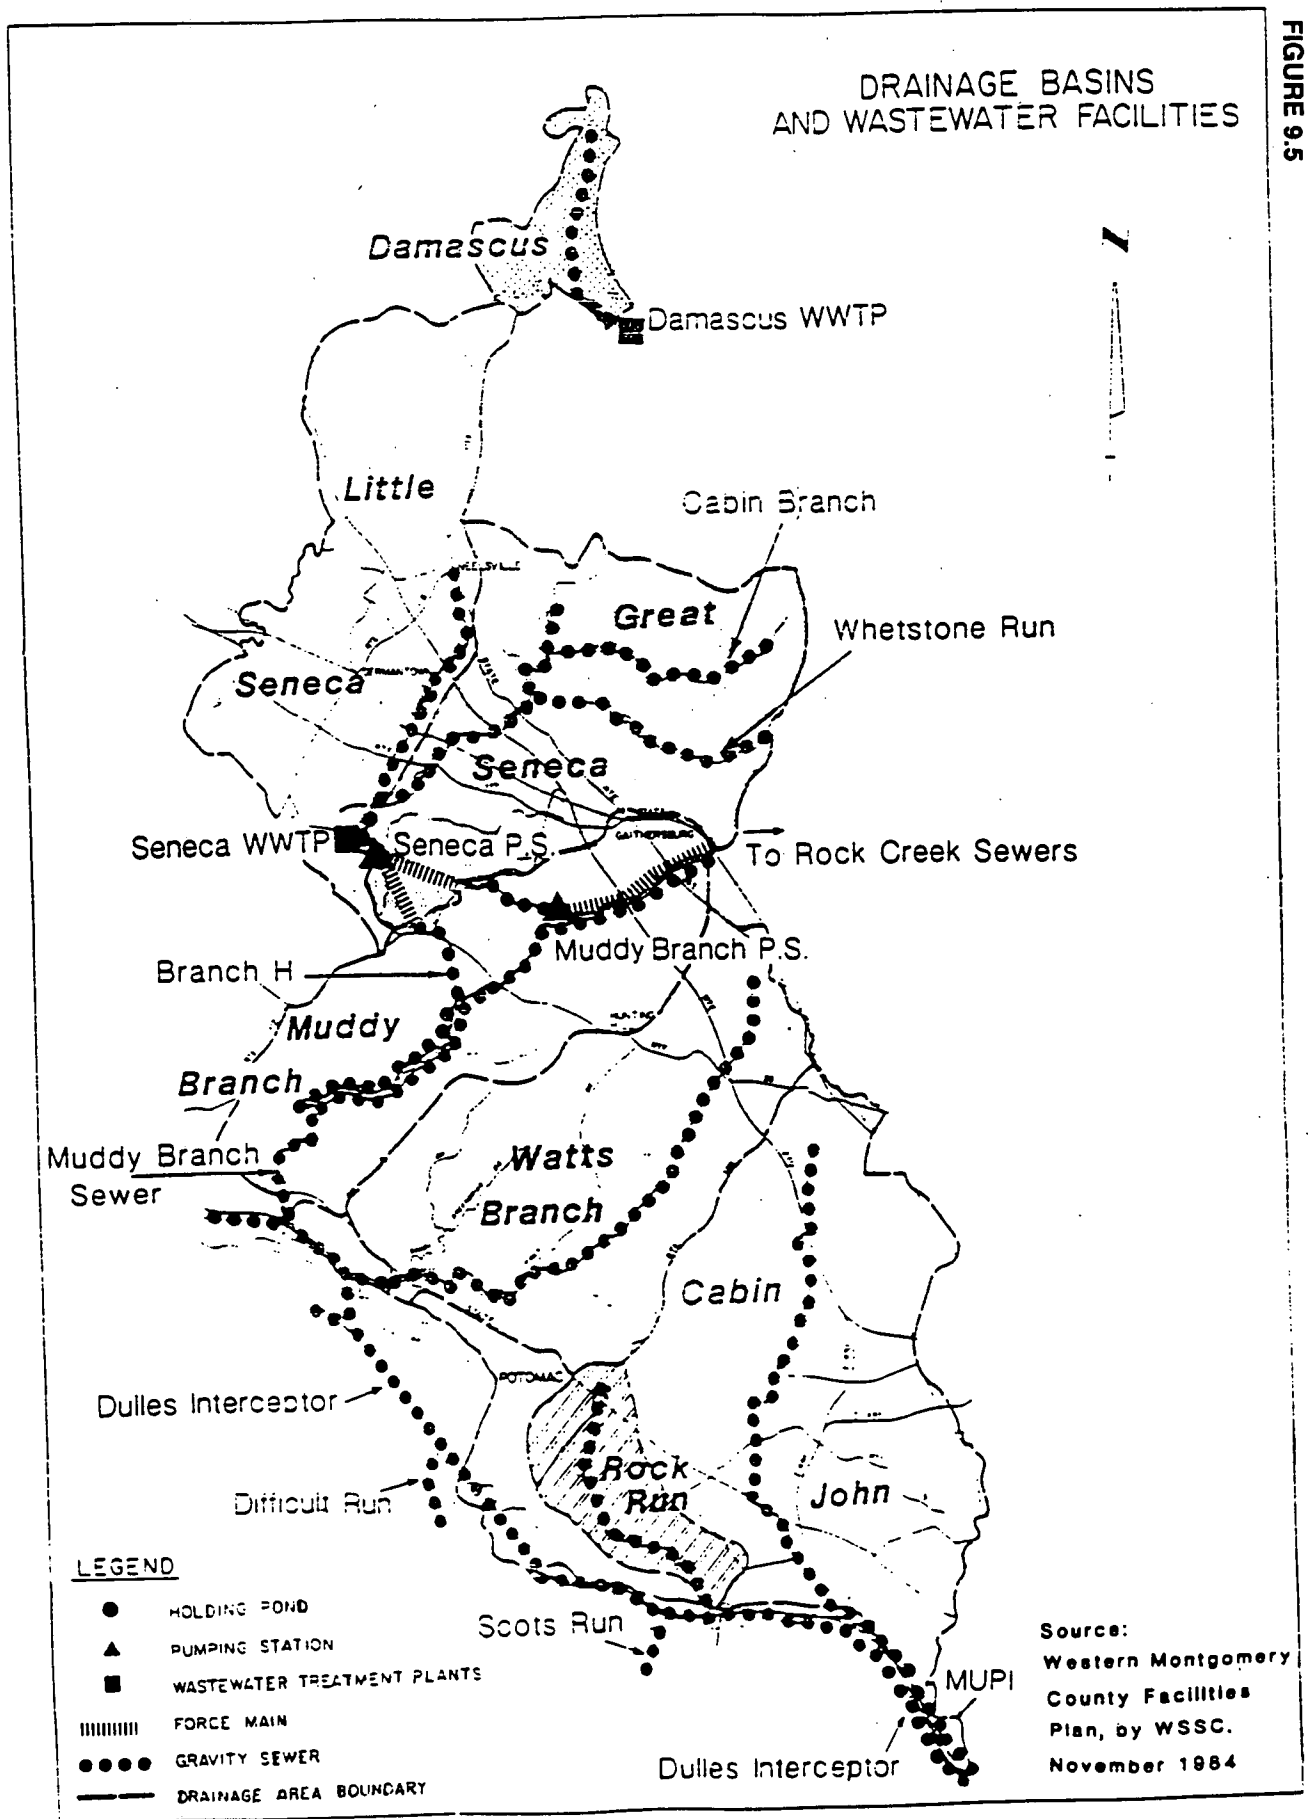 FIGURE 9.5
DRAINAGE BASINS
AND WASTEWATER FACILITIES
Damascus
Damascus WWTP
Little
Cabin Branch
NEELSVILLE
Great
Whetstone Run
GERMANTOWN
Seneca
Seneca
GAITHERSBURG
Seneca WWTP
Seneca P.S.
To Rock Creek Sewers
Muddy Branch P.S.
Branch H
Muddy
HUNTING
Branch
Muddy Branch
Sewer
Watts
Branch
Cabin
POTOMAC
Dulles Interceptor
Rock
Run
John
Difficult Run
LEGEND
HOLDING POND
PUMPING STATION
WASTEWATER TREATMENT PLANTS
FORCE MAIN
GRAVITY SEWER
DRAINAGE AREA BOUNDARY
Scots Run
MUPI
Dulles Interceptor
Source:
Western Montgomery
County Facilities
Plan, by WSSC.
November 1984